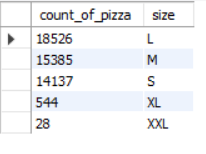 count_of_pizza size
18526 L
15385 M
14137 S
544 XL
28 XXL